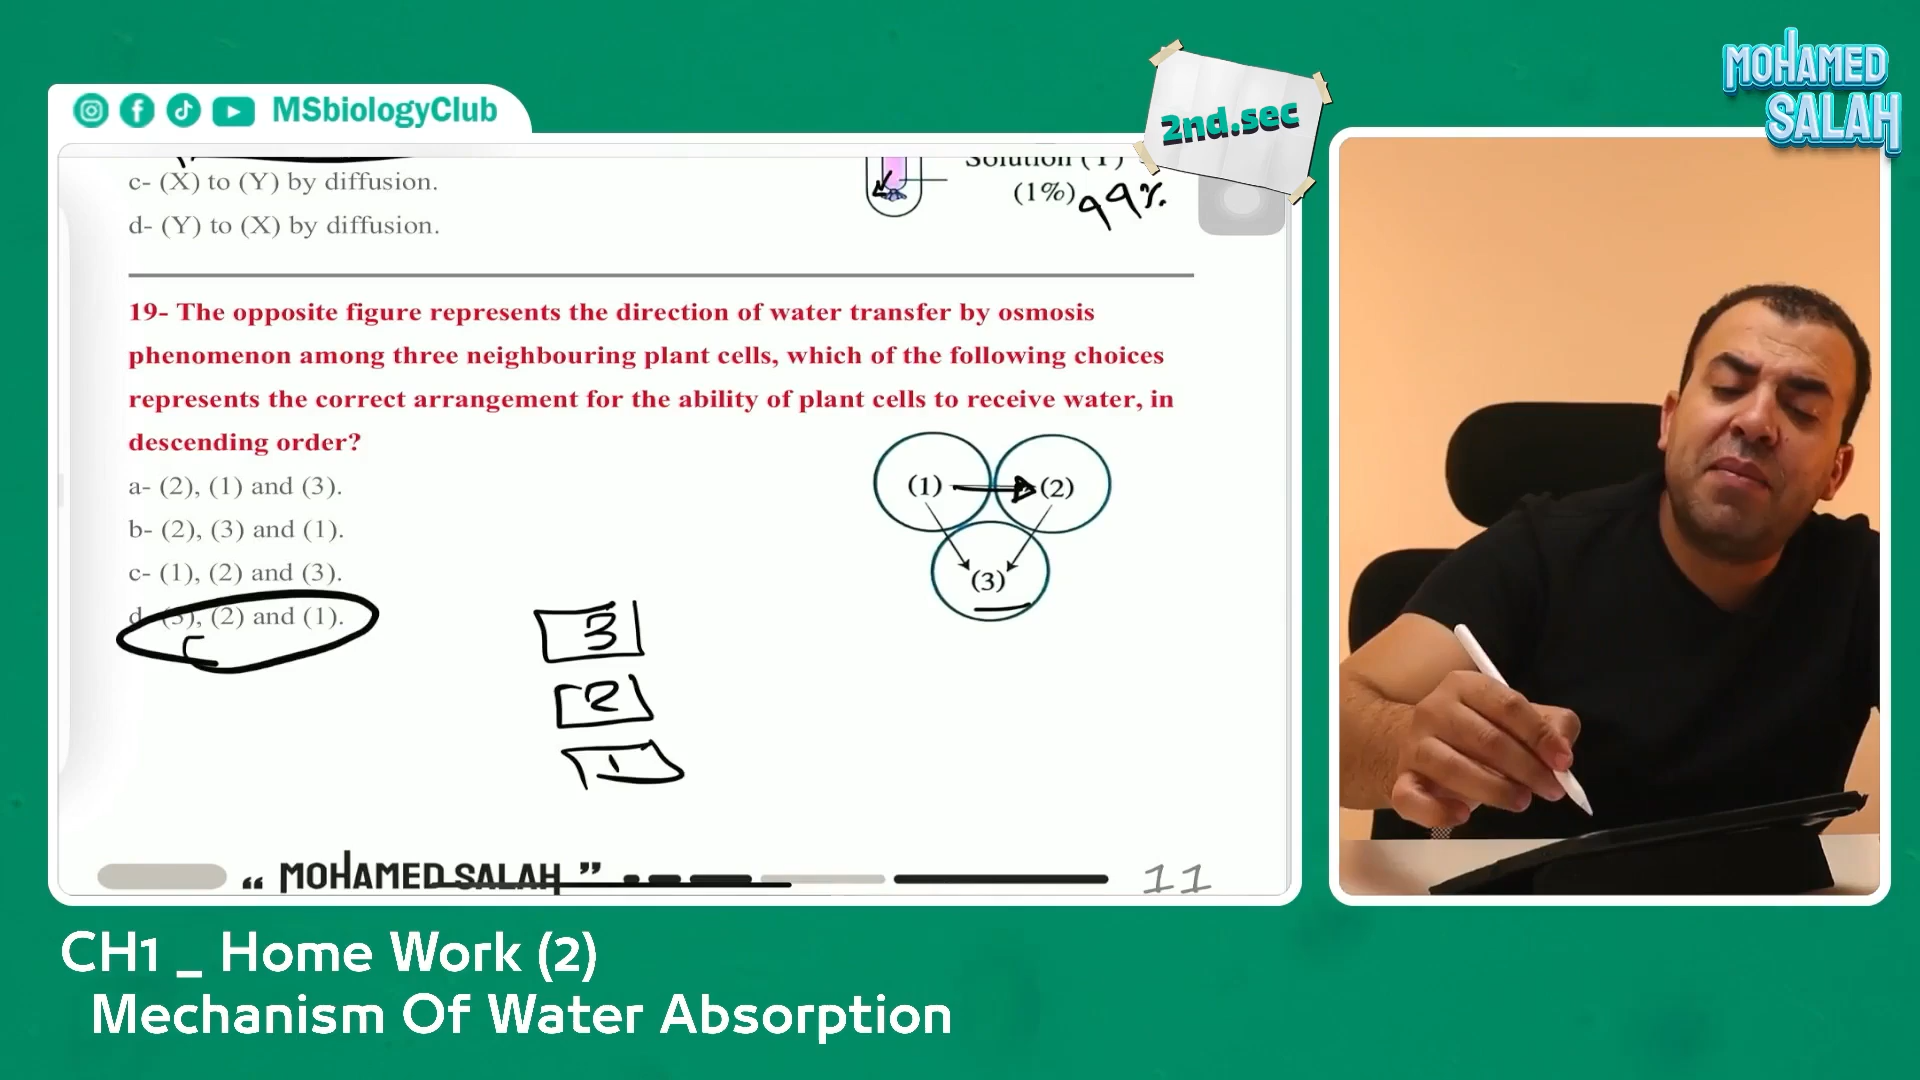 MOHAMED
SALAH
2nd.sec
MSbiologyClub
c- (X) to (Y) by diffusion.
d- (Y) to (X) by diffusion.
Solution (Y)
(1%) 99%
19- The opposite figure represents the direction of water transfer by osmosis
phenomenon among three neighbouring plant cells, which of the following choices
represents the correct arrangement for the ability of plant cells to receive water, in
descending order?
a- (2), (1) and (3).
b- (2), (3) and (1).
c- (1), (2) and (3).
d- (3), (2) and (1).
(1) (2)
(3)
3
2
1
“ MOHAMED SALAH ”
11
CH1 _ Home Work (2)
Mechanism Of Water Absorption